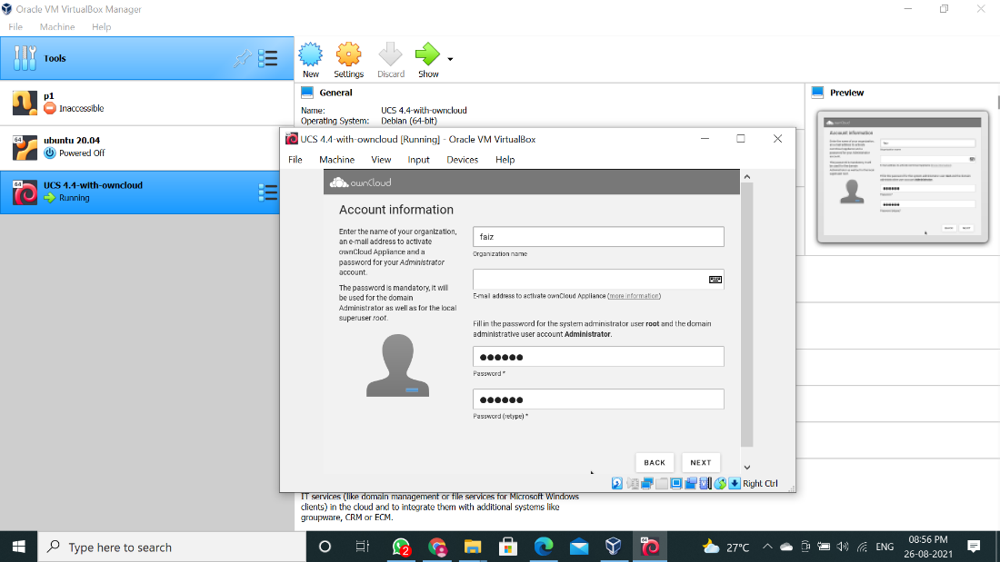 Oracle VM VirtualBox Manager
File Machine Help
Tools
New Settings Discard Show
p1
Inaccessible
64
ubuntu 20.04
Powered Off
64
UCS 4.4-with-owncloud
Running
General
Name: UCS 4.4-with-owncloud
Operating System: Debian (64-bit)
Preview
ownCloud
Account information
faiz
UCS 4.4-with-owncloud [Running] - Oracle VM VirtualBox
File Machine View Input Devices Help
ownCloud
Account information
Enter the name of your organization,
an e-mail address to activate
ownCloud Appliance and a
password for your Administrator
account.
The password is mandatory, it will
be used for the domain
Administrator as well as for the local
superuser root.
faiz
Organization name
E-mail address to activate ownCloud Appliance (more information)
Fill in the password for the system administrator user root and the domain
administrative user account Administrator.
●●●●●●
Password *
●●●●●●
Password (retype) *
BACK NEXT
Right Ctrl
IT services (like domain management or file services for Microsoft Windows
clients) in the cloud and to integrate them with additional systems like
groupware, CRM or ECM.
Type here to search
2
27°C
ENG
08:56 PM
26-08-2021